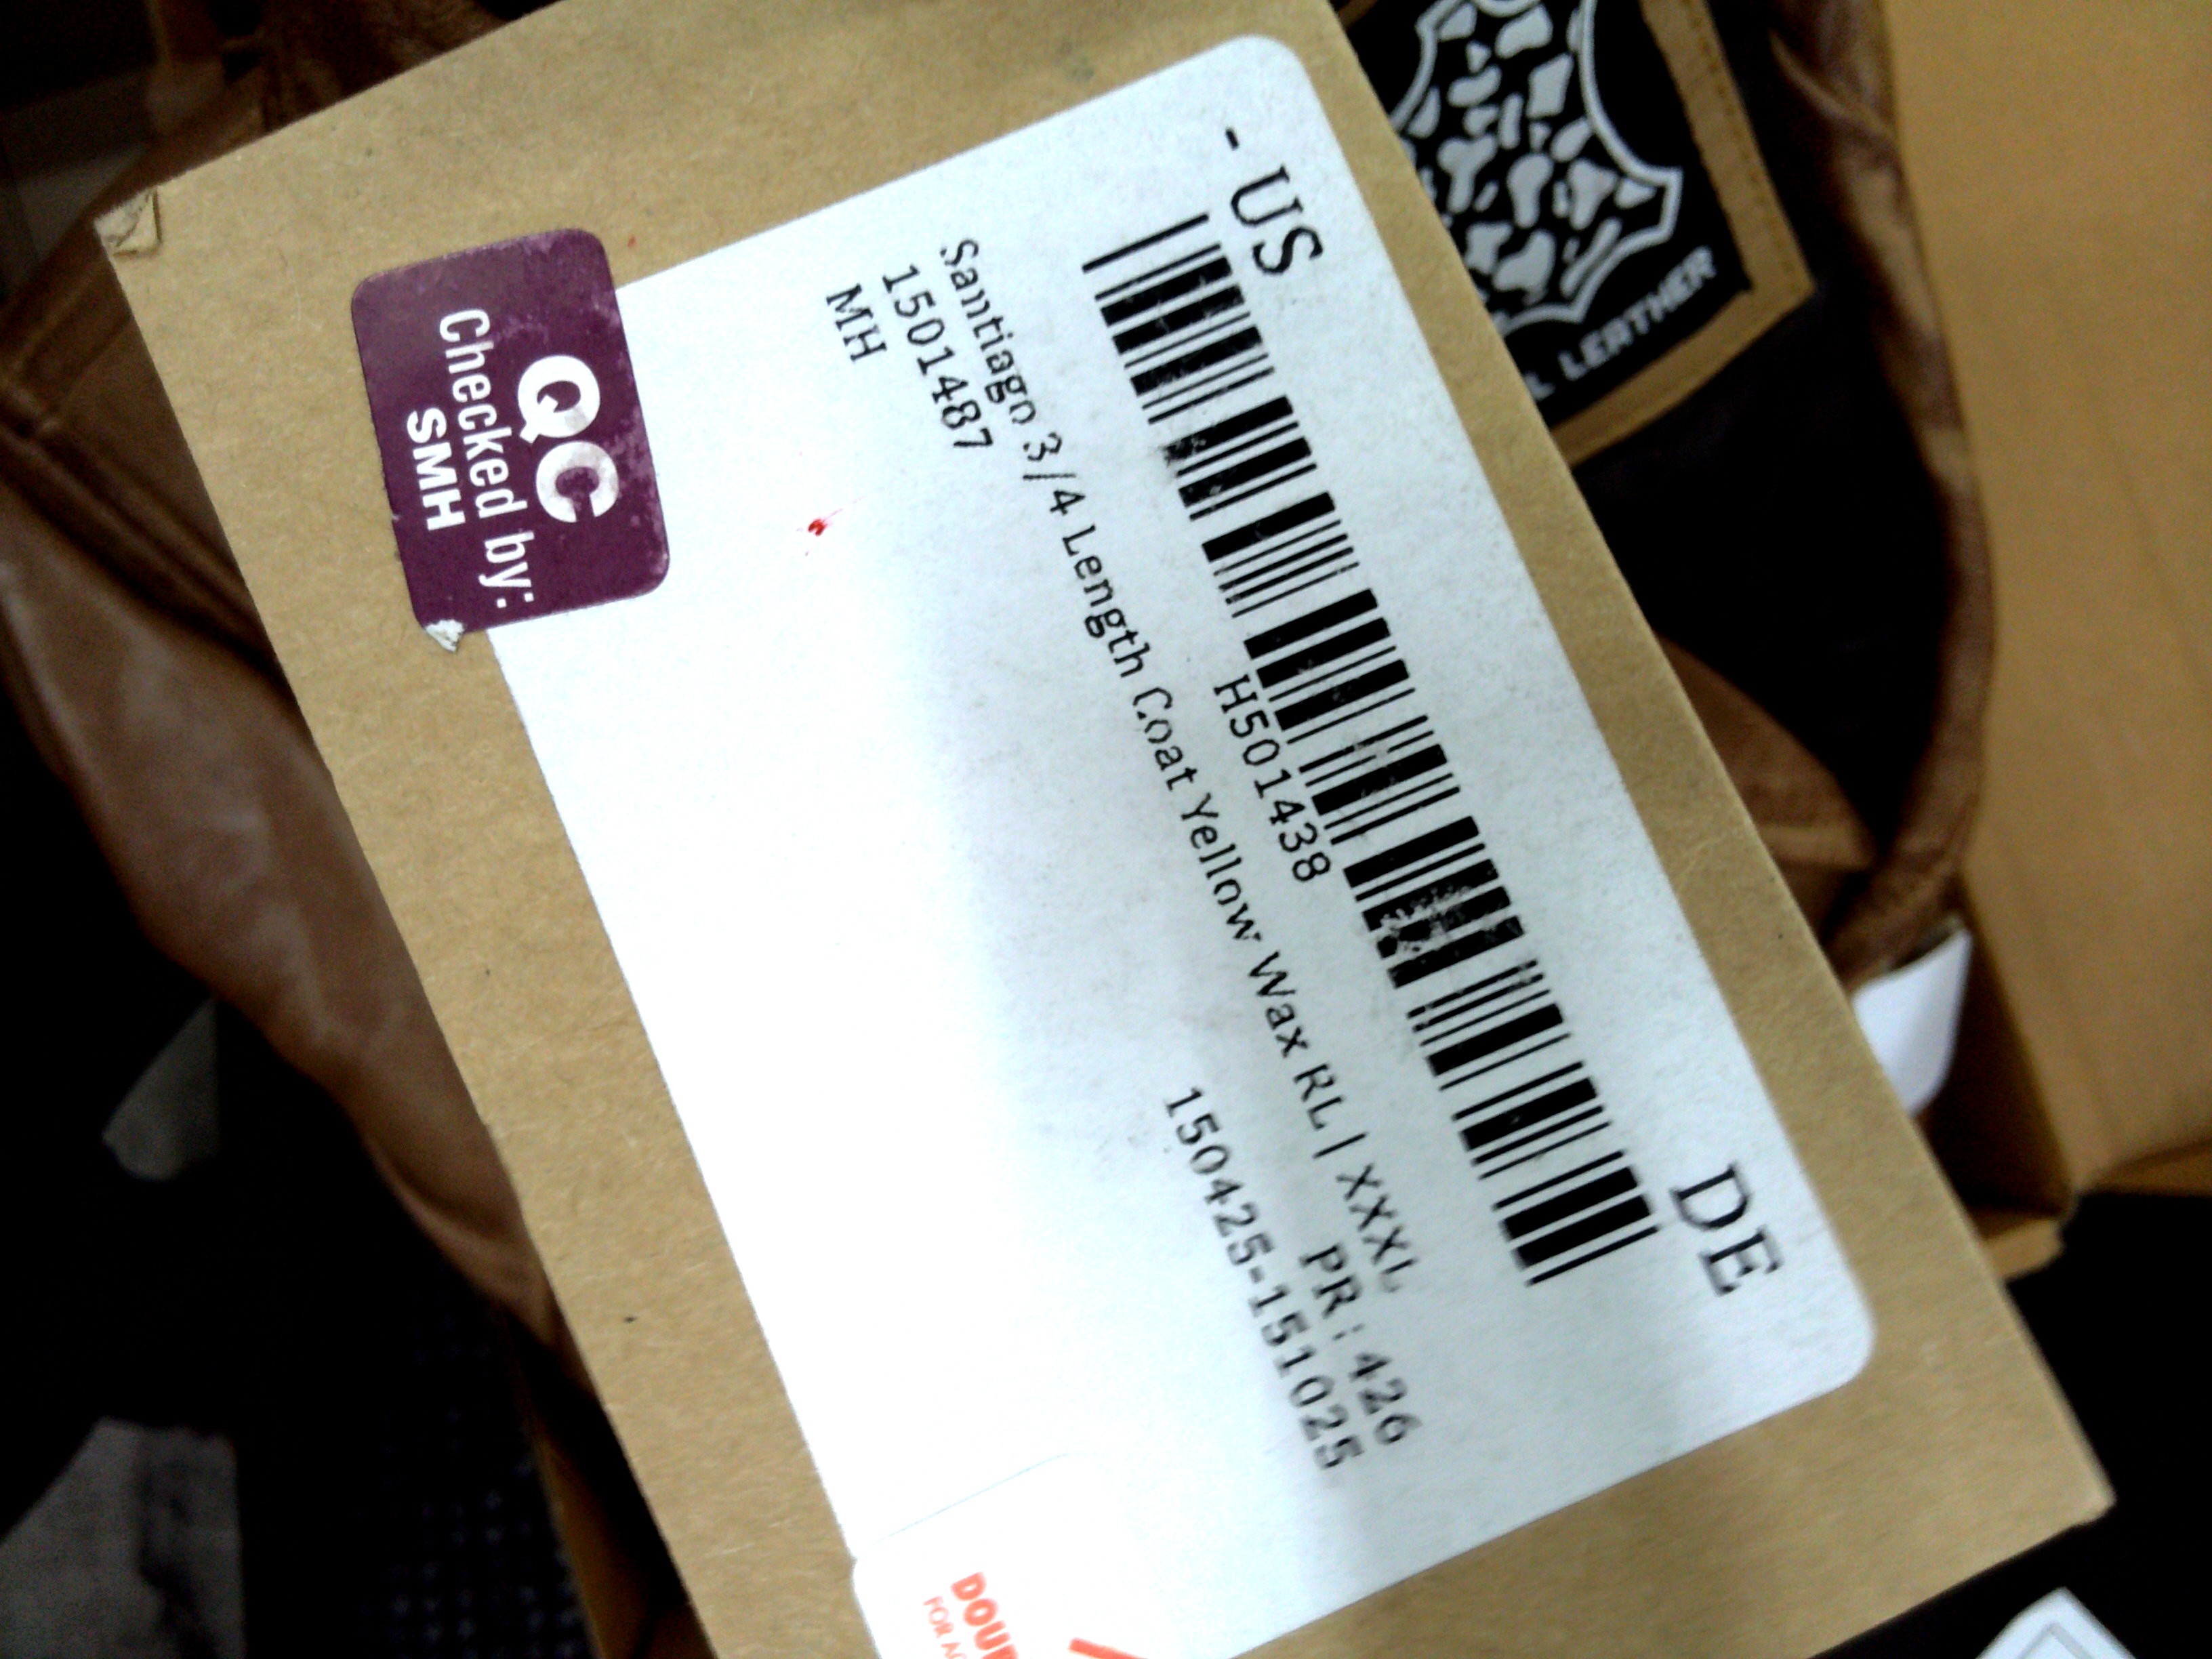 - US DE
H501438
Santiago 3/4 Length Coat Yellow Wax RL | XXXL
1501487 PR : 426
MH 150425-151025
QC
Checked by:
SMH
LEATHER